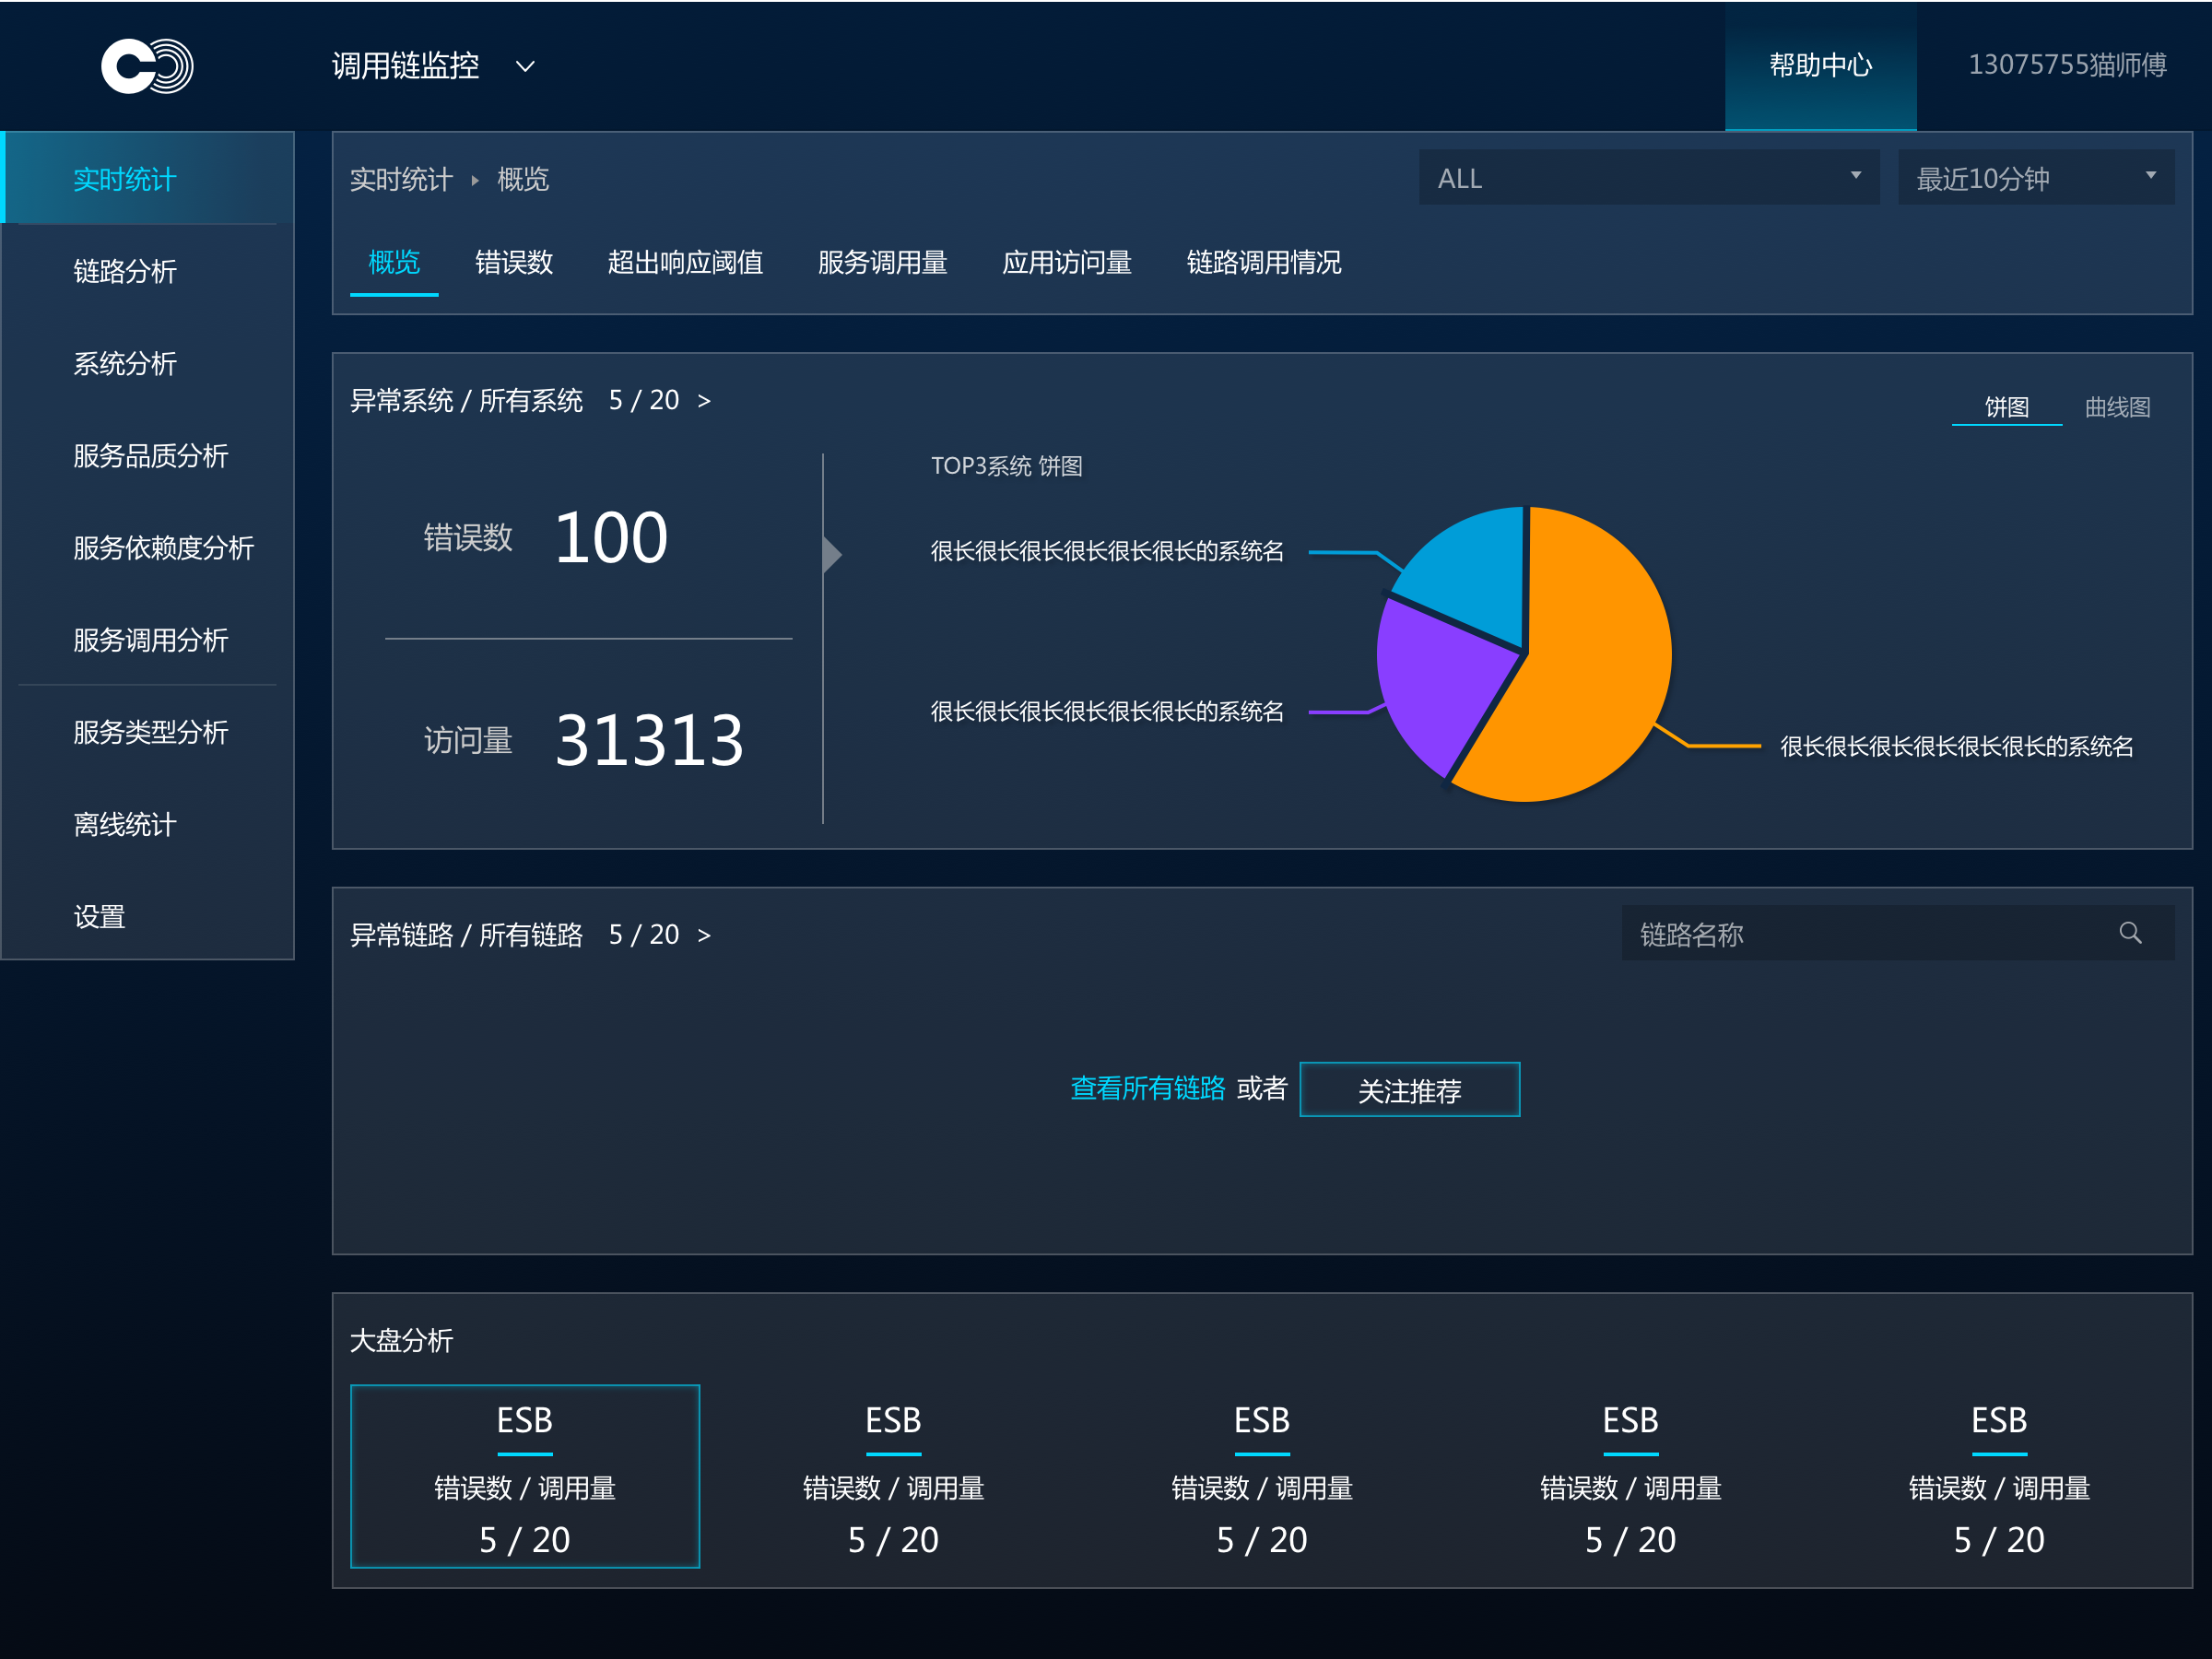 调用链监控
帮助中心
13075755猫师傅
实时统计
链路分析
系统分析
服务品质分析
服务依赖度分析
服务调用分析
服务类型分析
离线统计
设置
实时统计 概览
ALL
最近10分钟
概览 错误数 超出响应阈值 服务调用量 应用访问量 链路调用情况
异常系统 / 所有系统 5 / 20 >
饼图 曲线图
错误数 100
访问量 31313
TOP3系统 饼图
很长很长很长很长很长很长的系统名
很长很长很长很长很长很长的系统名
很长很长很长很长很长很长的系统名
异常链路 / 所有链路 5 / 20 >
链路名称
查看所有链路 或者 关注推荐
大盘分析
ESB
错误数 / 调用量
5 / 20
ESB
错误数 / 调用量
5 / 20
ESB
错误数 / 调用量
5 / 20
ESB
错误数 / 调用量
5 / 20
ESB
错误数 / 调用量
5 / 20